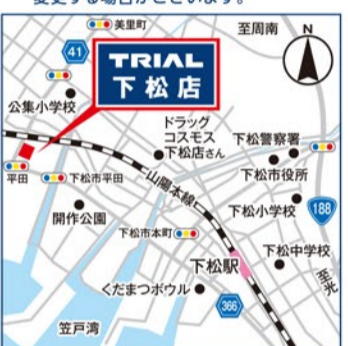 変更する場合がございます。
美里町
至周南
N
41
TRIAL
下松店
公集小学校
ドラッグ
コスモス
下松店さん
下松警察署
平田
下松市平田
山陽本線
下松市役所
開作公園
下松小学校
188
下松市本町
下松駅
下松中学校
至光
くだまつボウル
366
笠戸湾